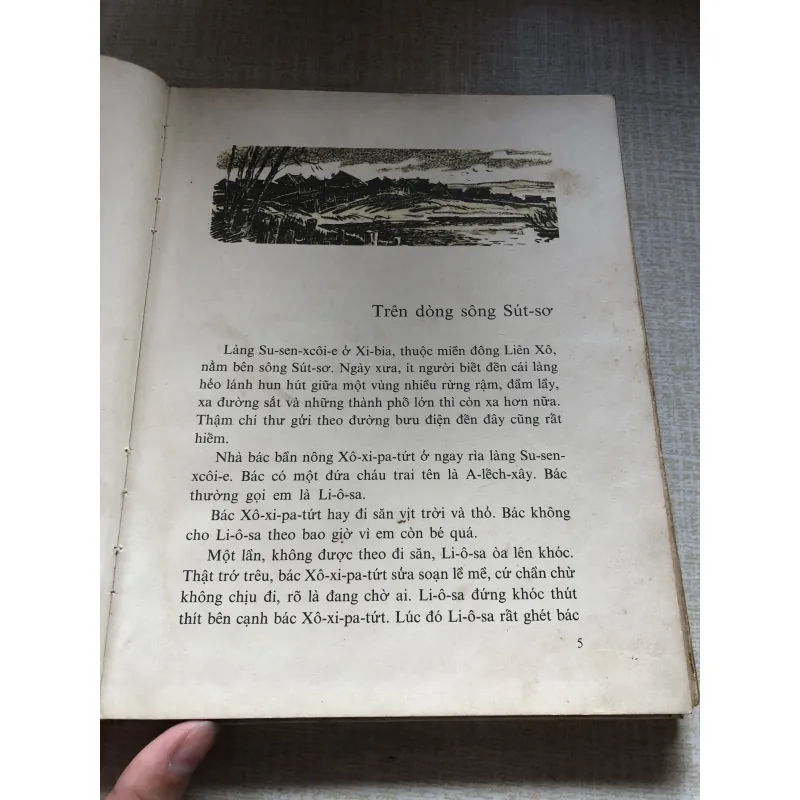 Trên dòng sông Sút-sơ
Làng Su-sen-xcôi-e ở Xi-bia, thuộc miền đông Liên Xô,
nằm bên sông Sút-sơ. Ngày xưa, ít người biết đến cái làng
hẻo lánh hun hút giữa một vùng nhiều rừng rậm, đầm lầy,
xa đường sắt và những thành phố lớn thì còn xa hơn nữa.
Thậm chí thư gửi theo đường bưu điện đến đây cũng rất
hiếm.
Nhà bác bần nông Xô-xi-pa-tứt ở ngay rìa làng Su-sen-
xcôi-e. Bác có một đứa cháu trai tên là A-lếch-xây. Bác
thường gọi em là Li-ô-sa.
Bác Xô-xi-pa-tứt hay đi săn vịt trời và thỏ. Bác không
cho Li-ô-sa theo bao giờ vì em còn bé quá.
Một lần, không được theo đi săn, Li-ô-sa òa lên khóc.
Thật trớ trêu, bác Xô-xi-pa-tứt sửa soạn lề mề, cứ chần chừ
không chịu đi, rõ là đang chờ ai. Li-ô-sa đứng khóc thút
thít bên cạnh bác Xô-xi-pa-tứt. Lúc đó Li-ô-sa rất ghét bác
5